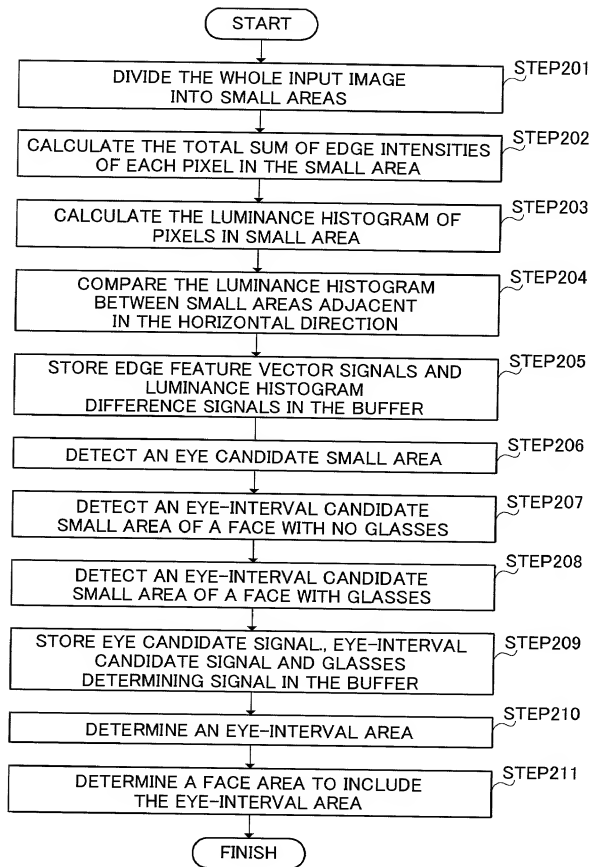 START
STEP201
DIVIDE THE WHOLE INPUT IMAGE
INTO SMALL AREAS
STEP202
CALCULATE THE TOTAL SUM OF EDGE INTENSITIES
OF EACH PIXEL IN THE SMALL AREA
STEP203
CALCULATE THE LUMINANCE HISTOGRAM OF
PIXELS IN SMALL AREA
STEP204
COMPARE THE LUMINANCE HISTOGRAM
BETWEEN SMALL AREAS ADJACENT
IN THE HORIZONTAL DIRECTION
STEP205
STORE EDGE FEATURE VECTOR SIGNALS AND
LUMINANCE HISTOGRAM
DIFFERENCE SIGNALS IN THE BUFFER
STEP206
DETECT AN EYE CANDIDATE SMALL AREA
STEP207
DETECT AN EYE-INTERVAL CANDIDATE
SMALL AREA OF A FACE WITH NO GLASSES
STEP208
DETECT AN EYE-INTERVAL CANDIDATE
SMALL AREA OF A FACE WITH GLASSES
STEP209
STORE EYE CANDIDATE SIGNAL., EYE-INTERVAL
CANDIDATE SIGNAL AND GLASSES
DETERMINING SIGNAL IN THE BUFFER
STEP210
DETERMINE AN EYE-INTERVAL AREA
STEP211
DETERMINE A FACE AREA TO INCLUDE
THE EYE-INTERVAL AREA
FINISH